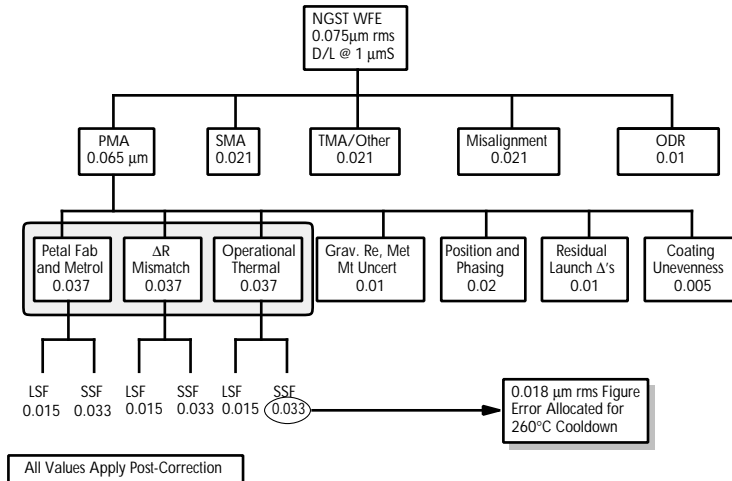 NGST WFE
0.075µm rms
D/L @ 1 µmS
PMA
0.065 µm
SMA
0.021
TMA/Other
0.021
Misalignment
0.021
ODR
0.01
Petal Fab
and Metrol
0.037
ΔR
Mismatch
0.037
Operational
Thermal
0.037
Grav. Re, Met
Mt Uncert
0.01
Position and
Phasing
0.02
Residual
Launch Δ's
0.01
Coating
Unevenness
0.005
LSF
0.015
SSF
0.033
LSF
0.015
SSF
0.033
LSF
0.015
SSF
0.033
0.018 µm rms Figure
Error Allocated for
260°C Cooldown
All Values Apply Post-Correction